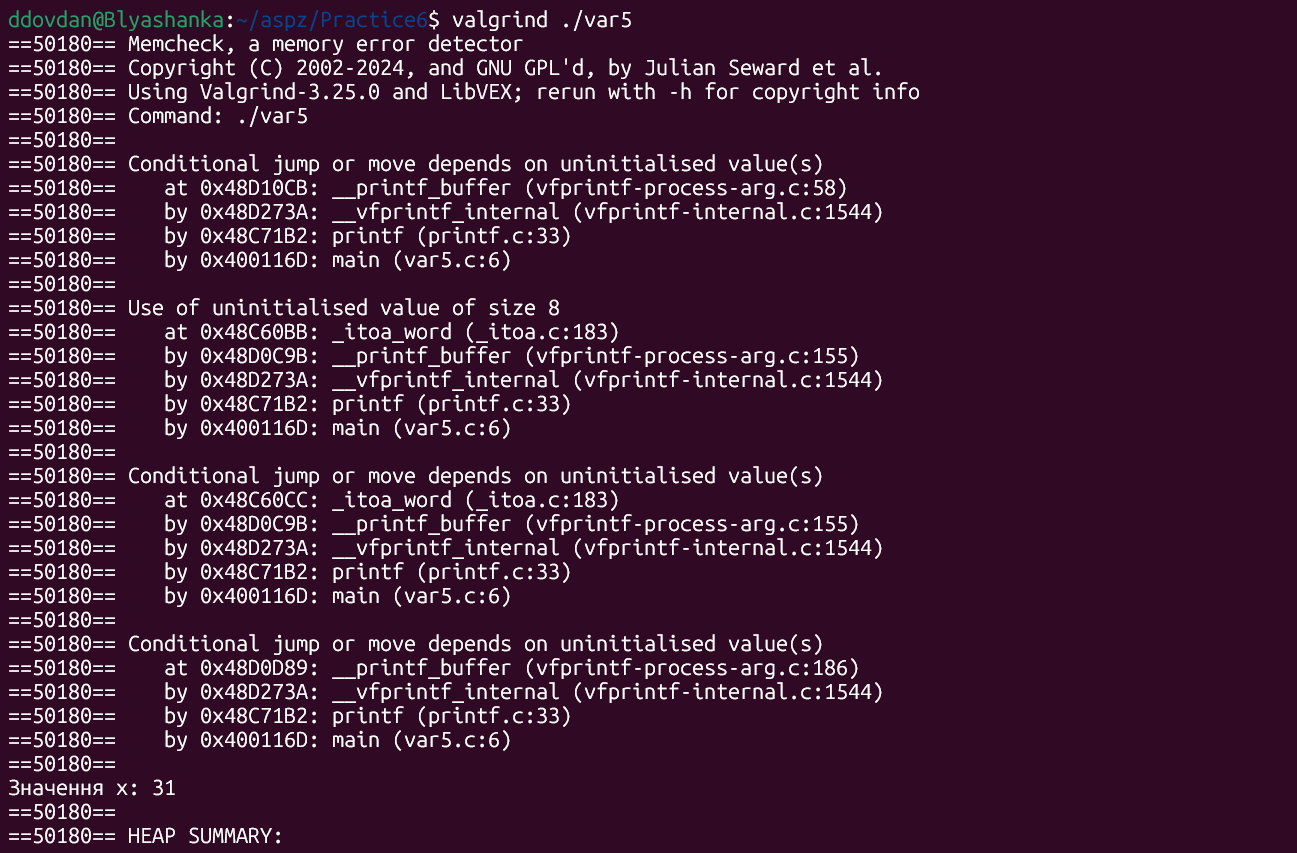 ddovdan@Blyashanka:~/aspz/Practice6$ valgrind ./var5
==50180== Memcheck, a memory error detector
==50180== Copyright (C) 2002-2024, and GNU GPL'd, by Julian Seward et al.
==50180== Using Valgrind-3.25.0 and LibVEX; rerun with -h for copyright info
==50180== Command: ./var5
==50180==
==50180== Conditional jump or move depends on uninitialised value(s)
==50180==    at 0x48D10CB: __printf_buffer (vfprintf-process-arg.c:58)
==50180==    by 0x48D273A: __vfprintf_internal (vfprintf-internal.c:1544)
==50180==    by 0x48C71B2: printf (printf.c:33)
==50180==    by 0x400116D: main (var5.c:6)
==50180==
==50180== Use of uninitialised value of size 8
==50180==    at 0x48C60BB: _itoa_word (_itoa.c:183)
==50180==    by 0x48D0C9B: __printf_buffer (vfprintf-process-arg.c:155)
==50180==    by 0x48D273A: __vfprintf_internal (vfprintf-internal.c:1544)
==50180==    by 0x48C71B2: printf (printf.c:33)
==50180==    by 0x400116D: main (var5.c:6)
==50180==
==50180== Conditional jump or move depends on uninitialised value(s)
==50180==    at 0x48C60CC: _itoa_word (_itoa.c:183)
==50180==    by 0x48D0C9B: __printf_buffer (vfprintf-process-arg.c:155)
==50180==    by 0x48D273A: __vfprintf_internal (vfprintf-internal.c:1544)
==50180==    by 0x48C71B2: printf (printf.c:33)
==50180==    by 0x400116D: main (var5.c:6)
==50180==
==50180== Conditional jump or move depends on uninitialised value(s)
==50180==    at 0x48D0D89: __printf_buffer (vfprintf-process-arg.c:186)
==50180==    by 0x48D273A: __vfprintf_internal (vfprintf-internal.c:1544)
==50180==    by 0x48C71B2: printf (printf.c:33)
==50180==    by 0x400116D: main (var5.c:6)
==50180==
Значення x: 31
==50180==
==50180== HEAP SUMMARY: